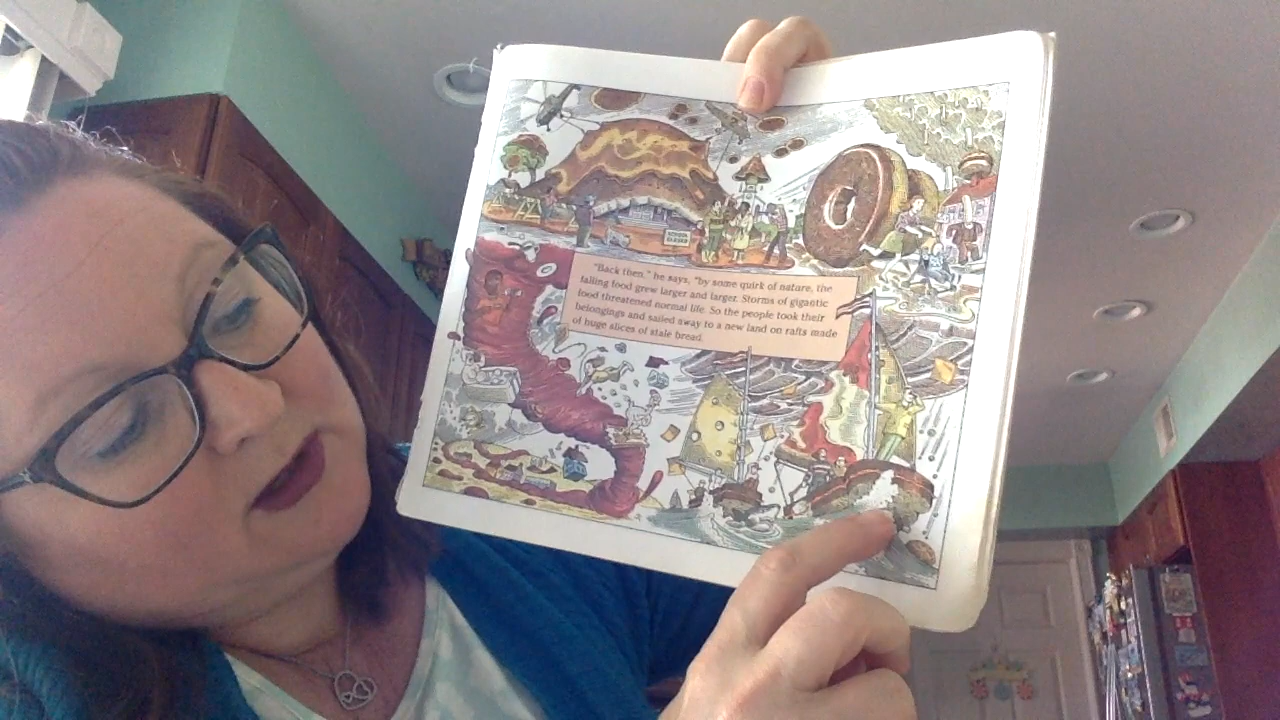 SCHOOL
CLOSED
"Back then," he says, "by some quirk of nature, the
falling food grew larger and larger. Storms of gigantic
food threatened normal life. So the people took their
belongings and sailed away to a new land on rafts made
of huge slices of stale bread.